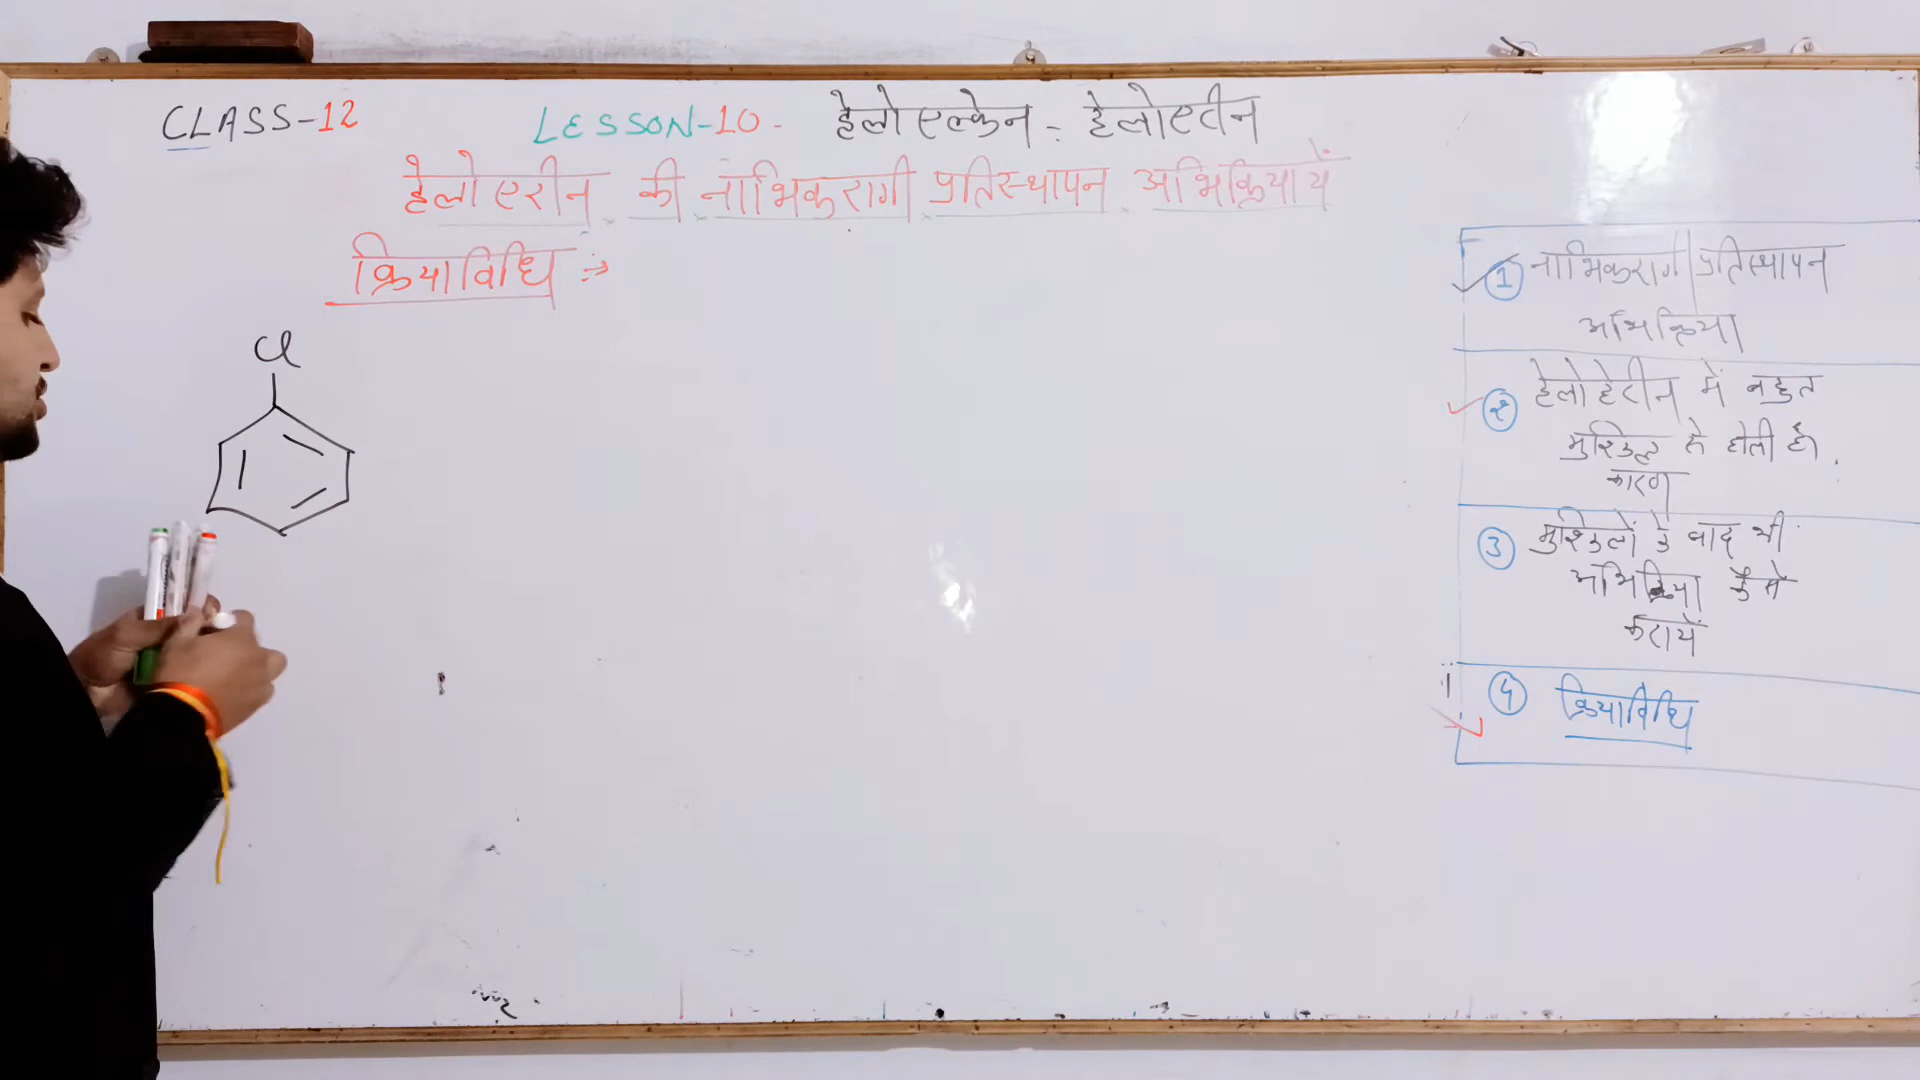 CLASS-12
LESSON-10- हेलोएल्केन - हेलोएरीन
हेलोएरीन की नाभिकरागी प्रतिस्थापन अभिक्रियायें
क्रियाविधि ⇒
Cl
① नाभिकरागी प्रतिस्थापन
अभिक्रिया
② हेलोहेरीन में बहुत
मुश्किल से होती है।
कारण
③ मुश्किलों के बाद भी
अभिक्रिया कैसे
करायें
④ क्रियाविधि